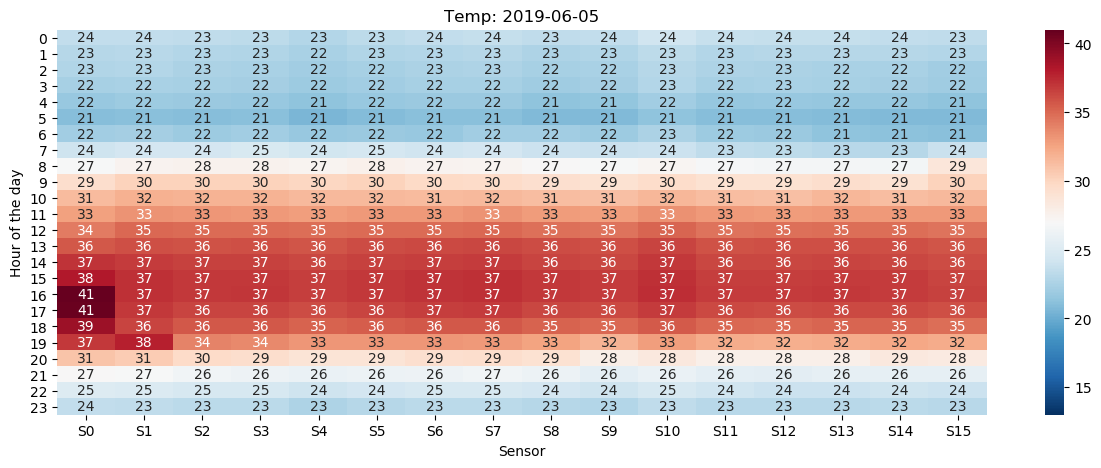 Temp: 2019-06-05
0 24 24 23 23 23 23 24 24 23 24 24 24 24 24 24 23
1 23 23 23 23 22 23 23 23 23 23 23 23 23 23 23 23
2 23 23 23 23 22 22 23 23 22 22 23 23 23 22 22 22
3 22 22 22 22 22 22 22 22 22 22 23 22 23 22 22 22
4 22 22 22 22 21 22 22 22 21 21 22 22 22 22 22 21
5 21 21 21 21 21 21 21 21 21 21 21 21 21 21 21 21
6 22 22 22 22 22 22 22 22 22 22 23 22 22 21 21 21
7 24 24 24 25 24 25 24 24 24 24 24 23 23 23 23 24
8 27 27 28 28 27 28 27 27 27 27 27 27 27 27 27 29
9 29 30 30 30 30 30 30 30 29 29 30 29 29 29 29 30
10 31 32 32 32 32 32 31 32 31 31 32 31 31 32 31 32
11 33 33 33 33 33 33 33 33 33 33 33 33 33 33 33 33
12 34 35 35 35 35 35 35 35 35 35 35 35 35 35 35 35
13 36 36 36 36 36 36 36 36 36 36 36 36 36 36 36 36
14 37 37 37 37 36 37 37 37 36 36 37 36 36 36 36 36
15 38 37 37 37 37 37 37 37 37 37 37 37 37 37 37 37
16 41 37 37 37 37 37 37 37 37 37 37 37 37 37 37 37
17 41 37 36 36 36 36 37 37 36 36 37 36 36 36 36 36
18 39 36 36 36 35 36 36 36 35 35 36 35 35 35 35 35
19 37 38 34 34 33 33 33 33 33 32 33 32 32 32 32 32
20 31 31 30 29 29 29 29 29 29 28 28 28 28 28 29 28
21 27 27 26 26 26 26 26 27 26 26 26 26 26 26 26 26
22 25 25 25 25 24 24 25 25 24 24 25 24 24 24 24 24
23 24 23 23 23 23 23 23 23 23 23 23 23 23 23 23 23
S0 S1 S2 S3 S4 S5 S6 S7 S8 S9 S10 S11 S12 S13 S14 S15
Sensor
Hour of the day
40
35
30
25
20
15